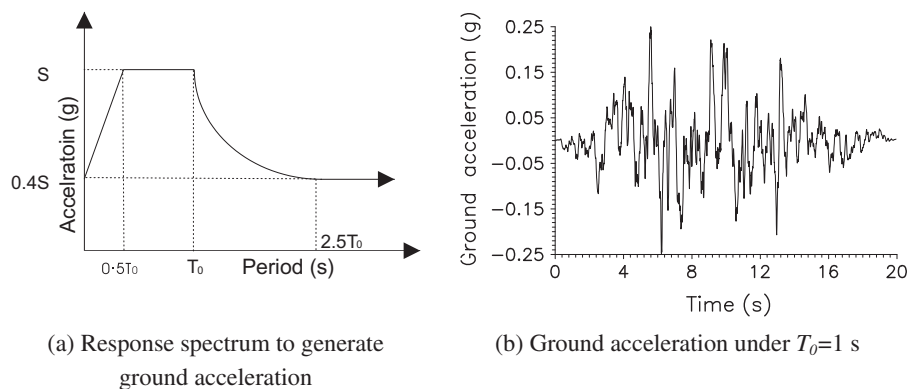 S
0.4S
Accelratoin (g)
0·5T₀
T₀
Period (s)
2.5T₀
(a) Response spectrum to generate
ground acceleration
Ground acceleration (g)
0.25
0.15
0.05
-0.05
-0.15
-0.25
0
4
8
12
16
20
Time (s)
(b) Ground acceleration under T₀=1 s